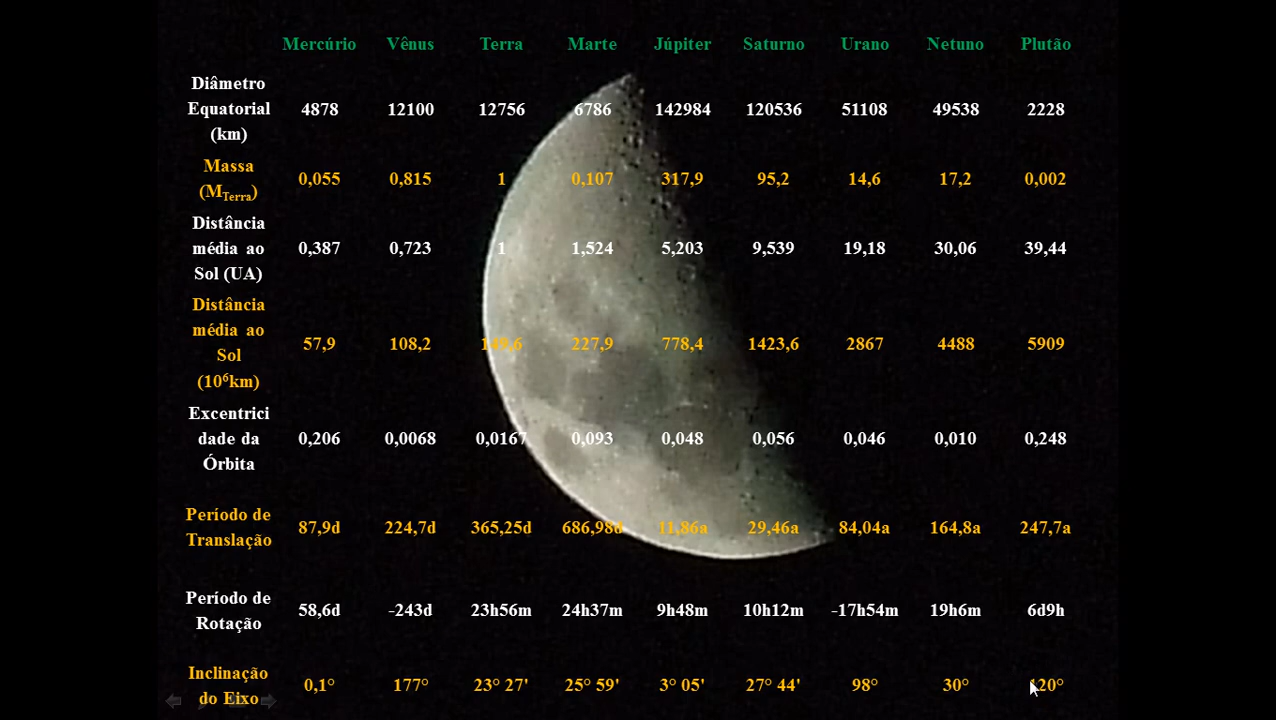 Mercúrio Vênus Terra Marte Júpiter Saturno Urano Netuno Plutão
Diâmetro
Equatorial 4878 12100 12756 6786 142984 120536 51108 49538 2228
(km)
Massa
(M_Terra) 0,055 0,815 1 0,107 317,9 95,2 14,6 17,2 0,002
Distância
média ao 0,387 0,723 1 1,524 5,203 9,539 19,18 30,06 39,44
Sol (UA)
Distância
média ao
Sol 57,9 108,2 149,6 227,9 778,4 1423,6 2867 4488 5909
(10⁶km)
Excentrici
dade da 0,206 0,0068 0,0167 0,093 0,048 0,056 0,046 0,010 0,248
Órbita
Período de
Translação 87,9d 224,7d 365,25d 686,98d 11,86a 29,46a 84,04a 164,8a 247,7a
Período de
Rotação 58,6d -243d 23h56m 24h37m 9h48m 10h12m -17h54m 19h6m 6d9h
Inclinação
do Eixo 0,1° 177° 23° 27' 25° 59' 3° 05' 27° 44' 98° 30° 120°